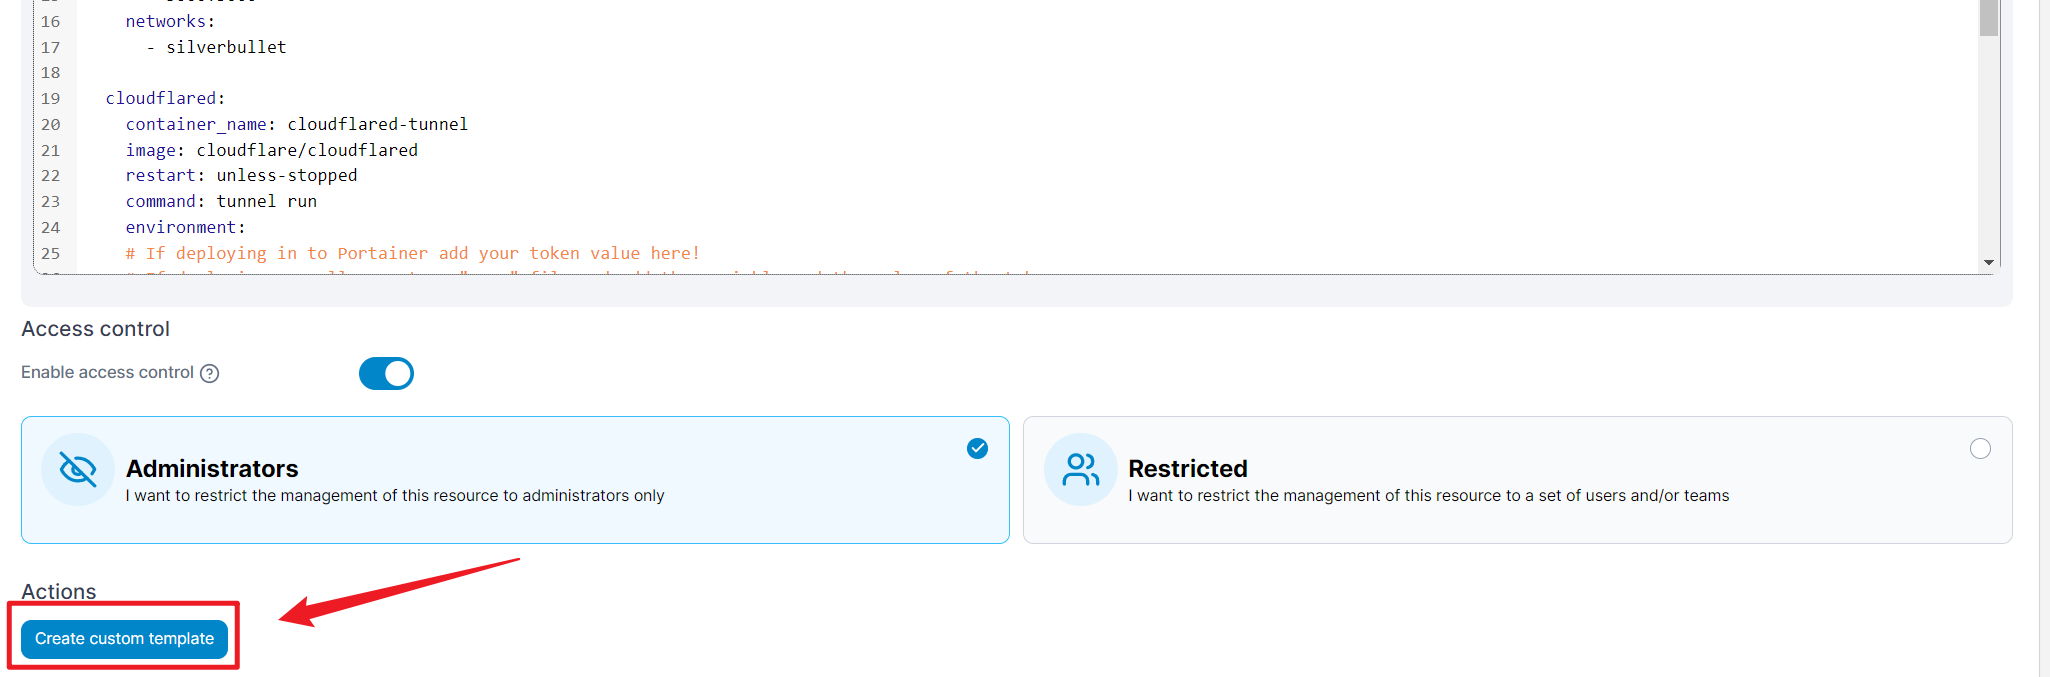 16 networks:
17 - silverbullet
18
19 cloudflared:
20 container_name: cloudflared-tunnel
21 image: cloudflare/cloudflared
22 restart: unless-stopped
23 command: tunnel run
24 environment:
25 # If deploying in to Portainer add your token value here!
Access control
Enable access control ?
Administrators
I want to restrict the management of this resource to administrators only
Restricted
I want to restrict the management of this resource to a set of users and/or teams
Actions
Create custom template